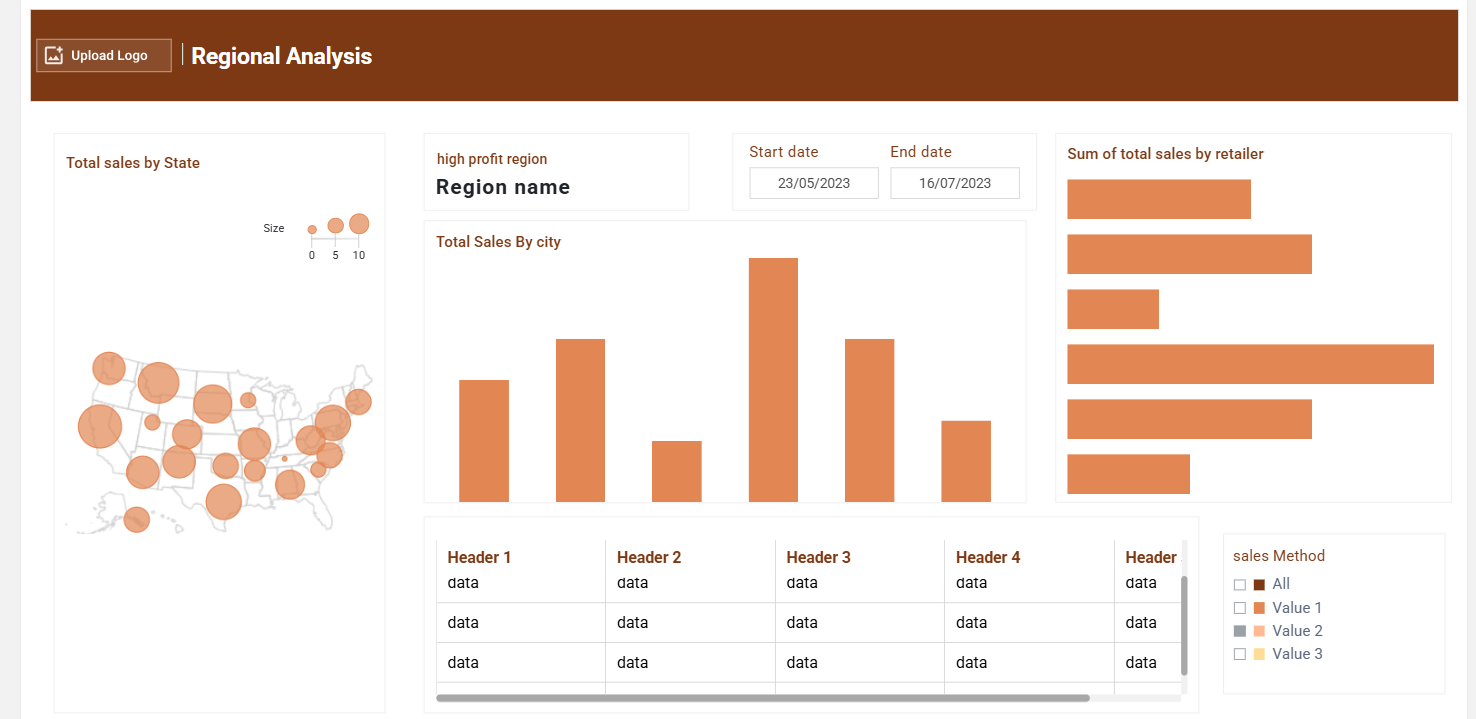 Upload Logo
Regional Analysis
Total sales by State
Size
0 5 10
high profit region
Region name
Start date End date
23/05/2023 16/07/2023
Total Sales By city
Sum of total sales by retailer
Header 1 Header 2 Header 3 Header 4 Header
data data data data data
data data data data data
data data data data data
sales Method
All
Value 1
Value 2
Value 3